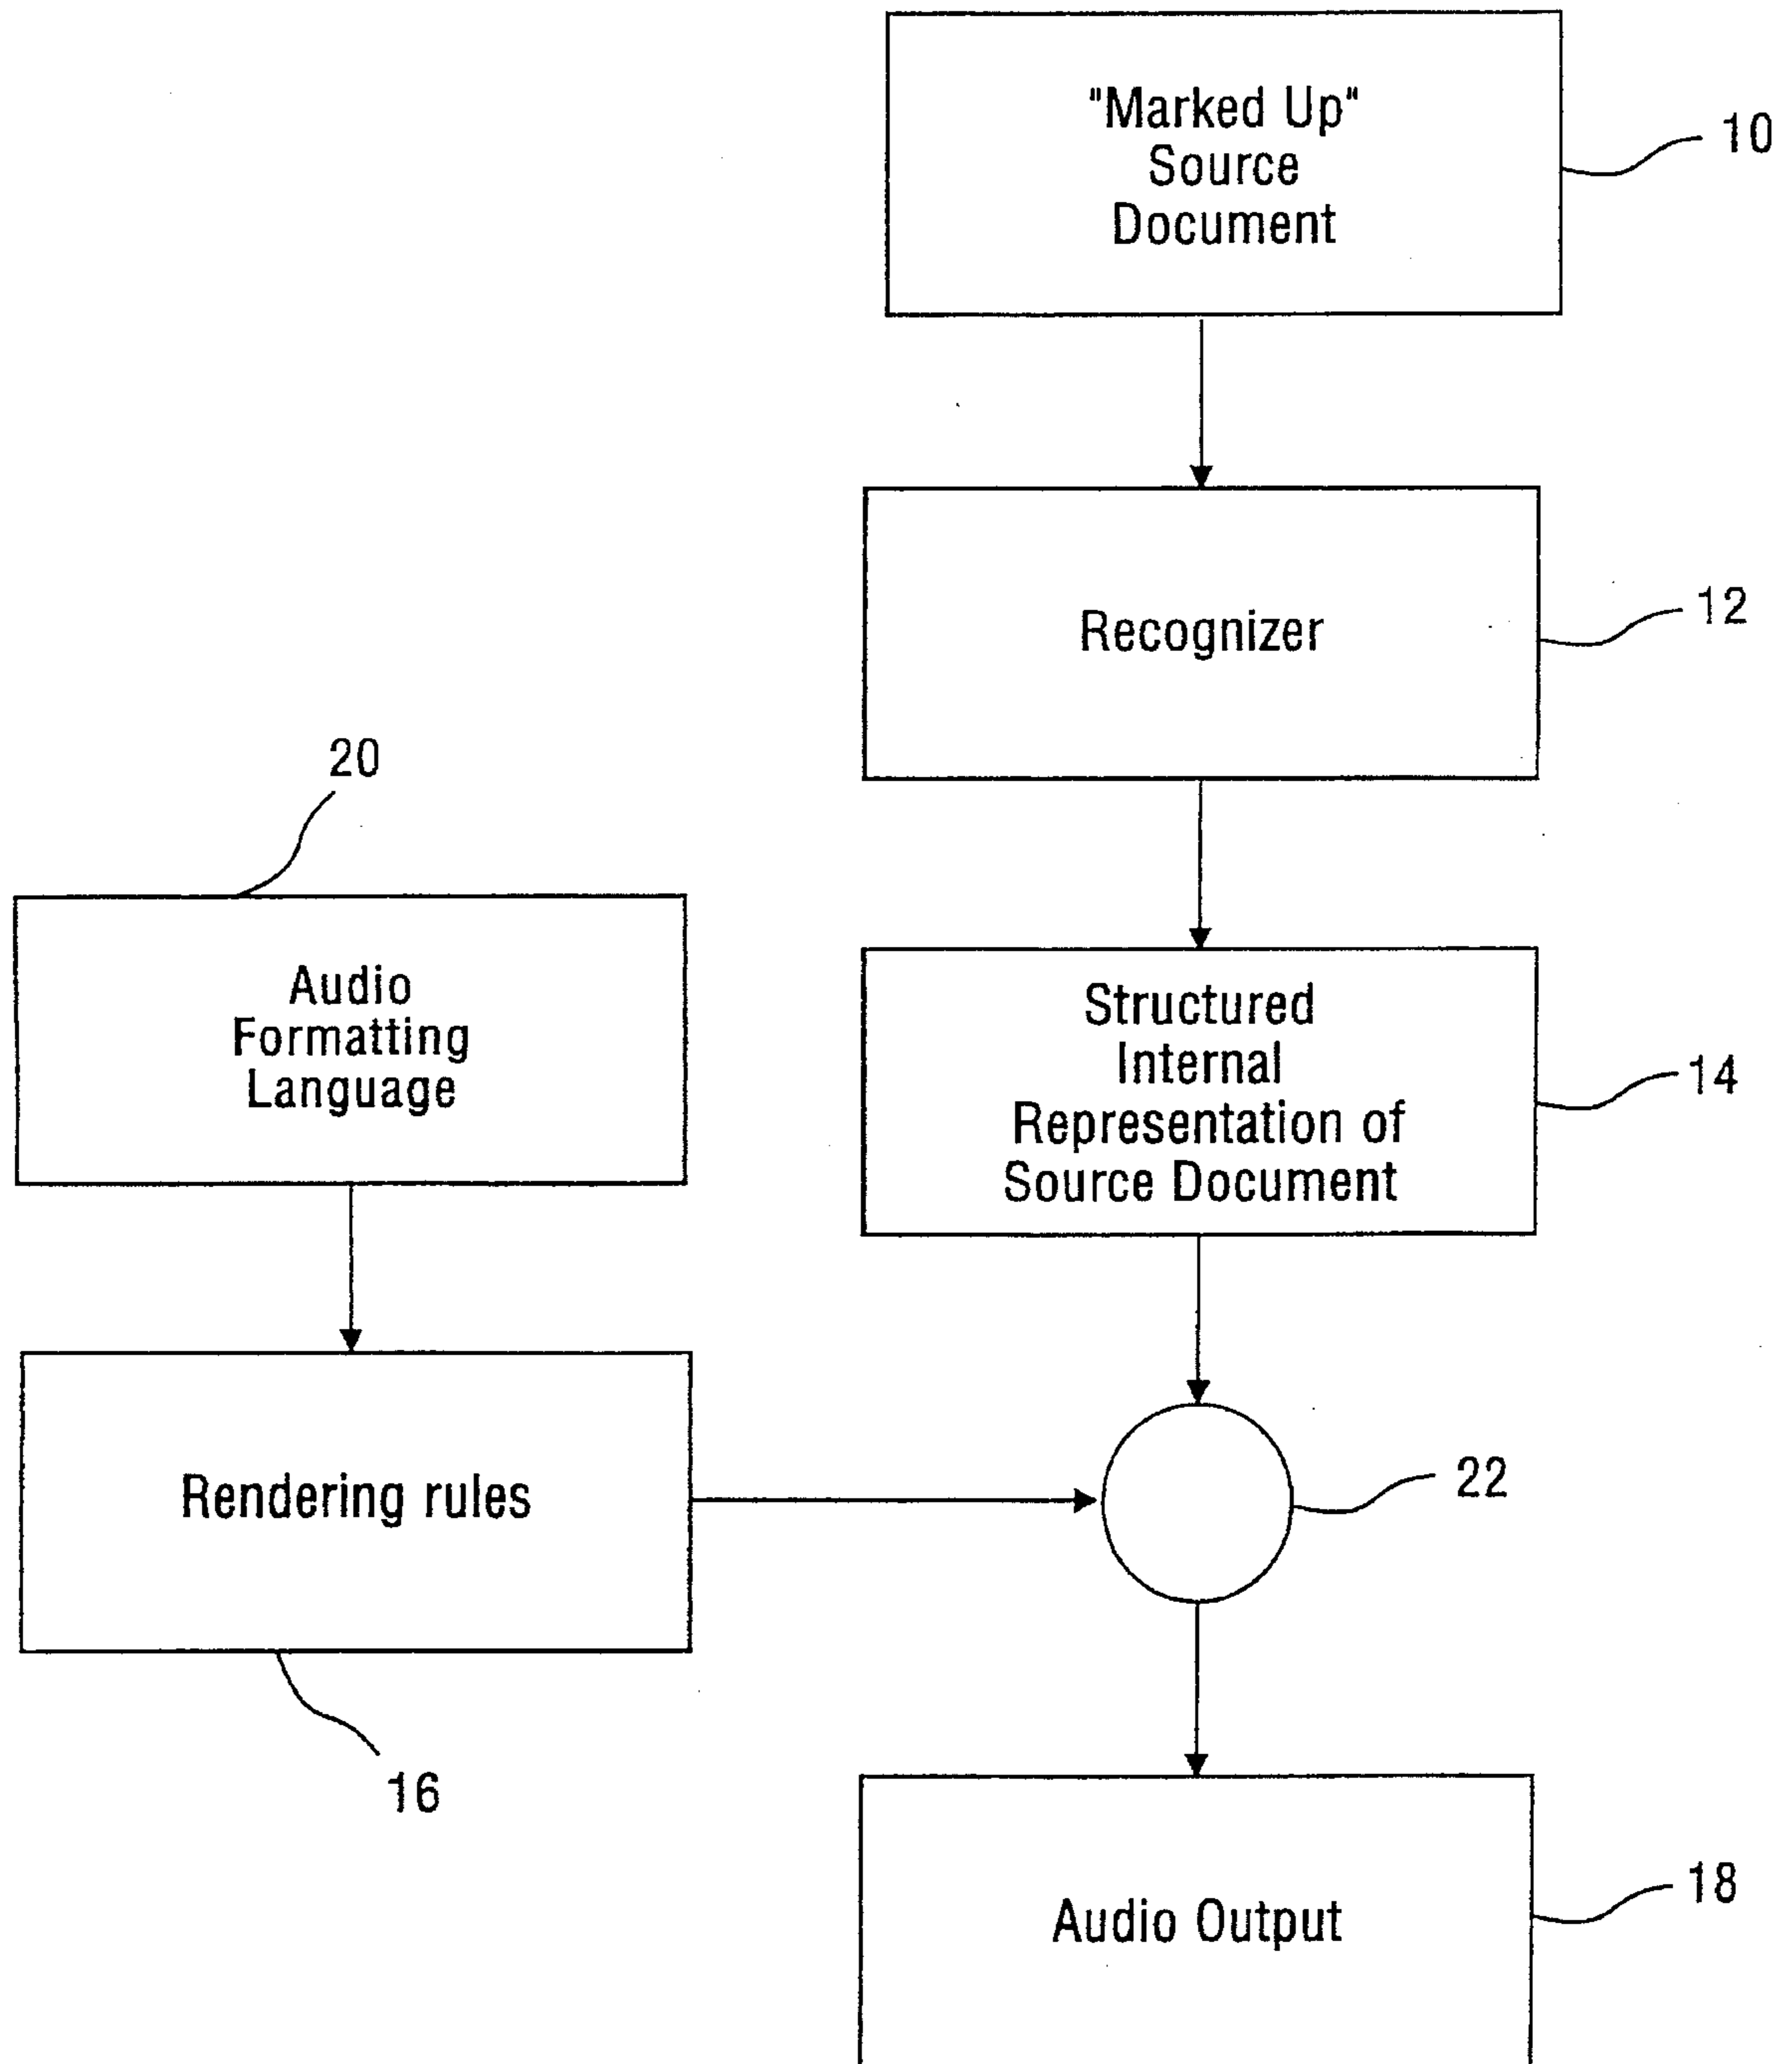 "Marked Up"
Source
Document
10
Recognizer
12
20
Audio
Formatting
Language
Structured
Internal
Representation of
Source Document
14
Rendering rules
22
16
Audio Output
18